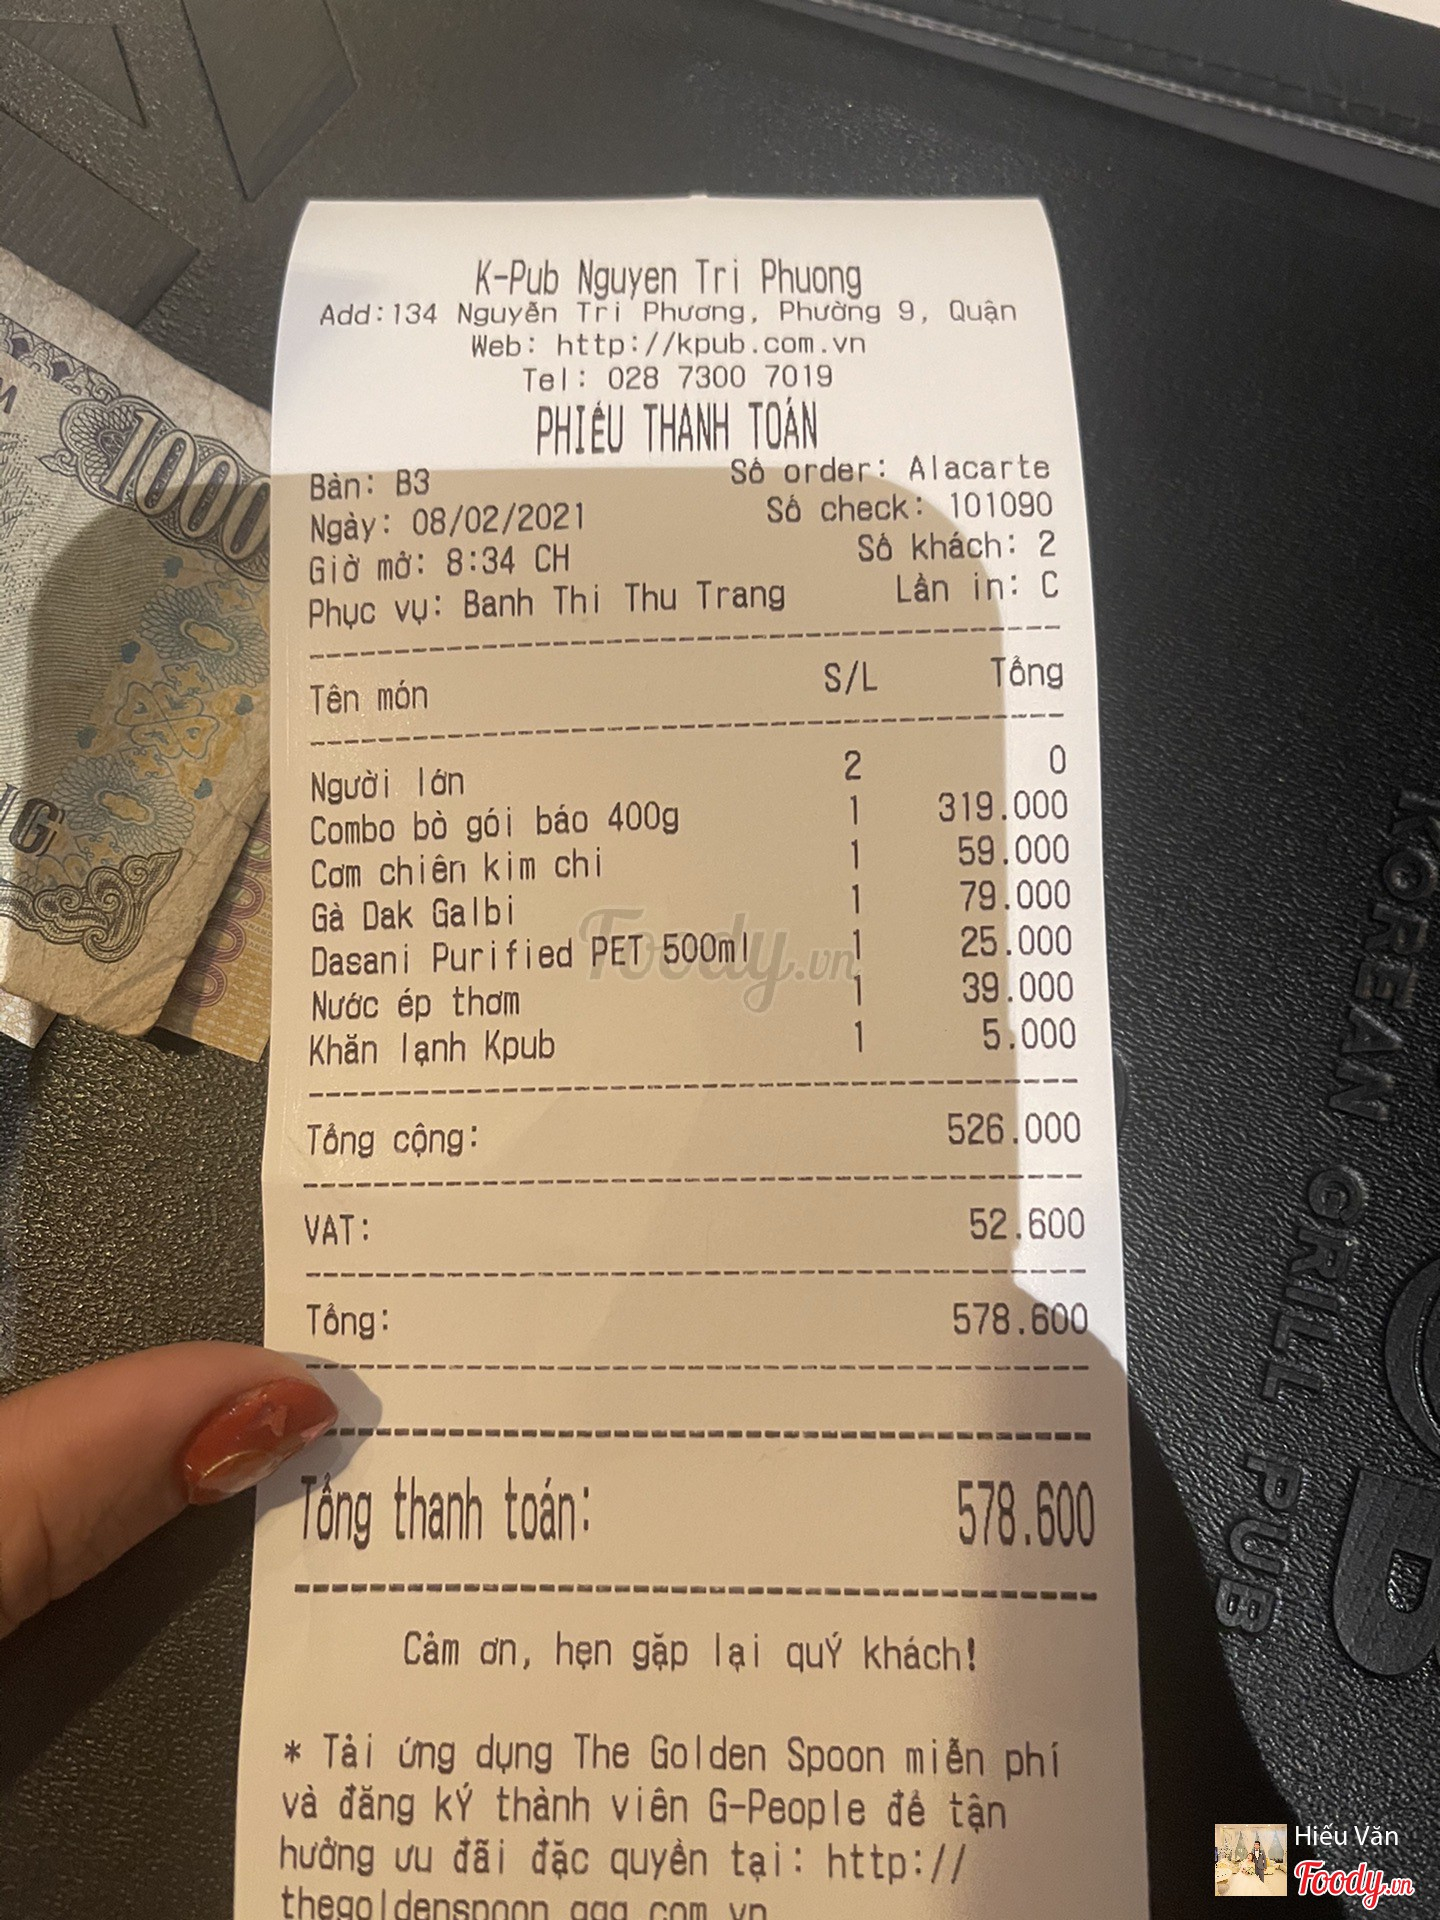 K-Pub Nguyen Tri Phuong
Add:134 Nguyễn Tri Phương, Phường 9, Quận
Web: http://kpub.com.vn
Tel: 028 7300 7019
PHIẾU THANH TOÁN
Bàn: B3 Số order: Alacarte
Ngày: 08/02/2021 Số check: 101090
Giờ mở: 8:34 CH Số khách: 2
Phục vụ: Banh Thi Thu Trang Lần in: C
Tên món S/L Tổng
Người lớn 2 0
Combo bò gói báo 400g 1 319.000
Cơm chiên kim chi 1 59.000
Gà Dak Galbi 1 79.000
Dasani Purified PET 500ml 1 25.000
Nước ép thơm 1 39.000
Khăn lạnh Kpub 1 5.000
Tổng cộng: 526.000
VAT: 52.600
Tổng: 578.600
Tổng thanh toán: 578.600
Cảm ơn, hẹn gặp lại quÝ khách!
* Tải ứng dụng The Golden Spoon miễn phí
và đăng kÝ thành viên G-People để tận
hưởng ưu đãi đặc quyền tại: http://
thegoldenspoon.ggg.com.vn
1000
KOREAN GRILL PUB
Foody.vn
Hiếu Văn
Foody.vn